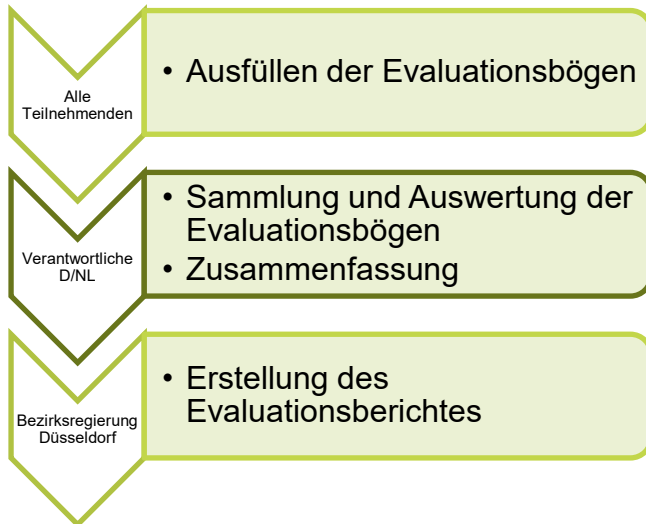 Alle
Teilnehmenden
• Ausfüllen der Evaluationsbögen
Verantwortliche
D/NL
• Sammlung und Auswertung der
Evaluationsbögen
• Zusammenfassung
Bezirksregierung
Düsseldorf
• Erstellung des
Evaluationsberichtes